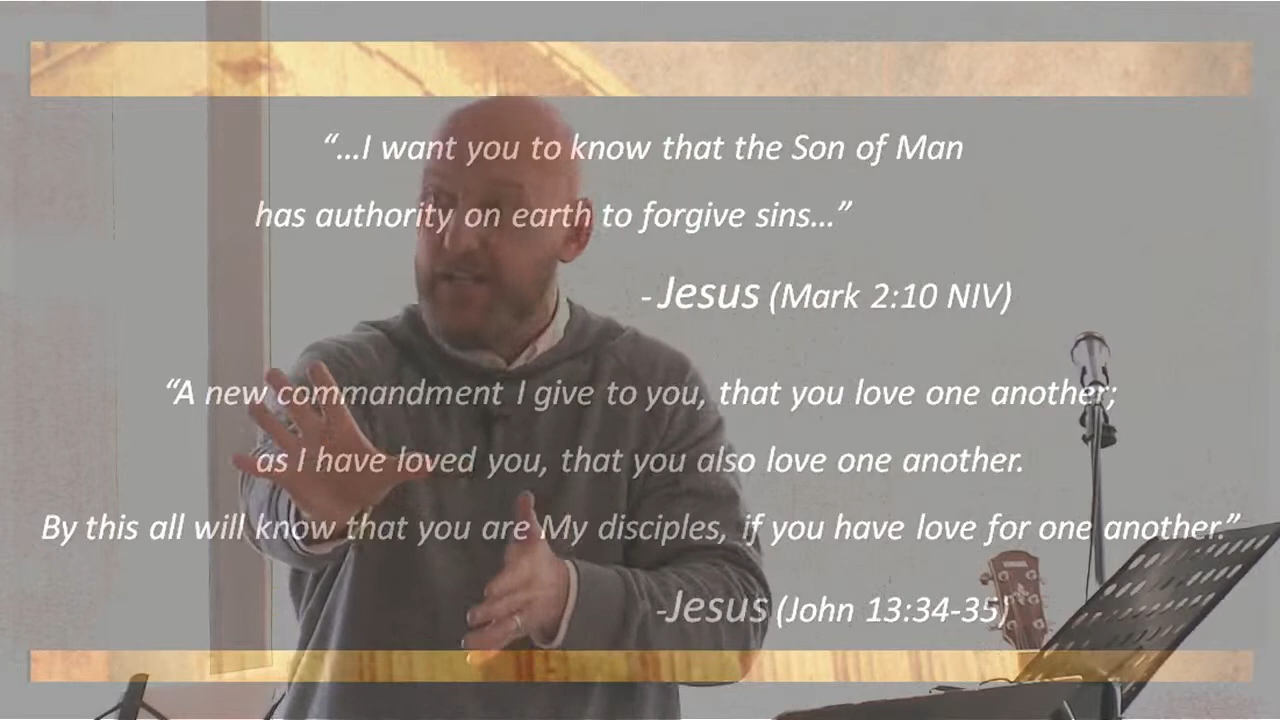 “...I want you to know that the Son of Man
has authority on earth to forgive sins...”
- Jesus (Mark 2:10 NIV)
“A new commandment I give to you, that you love one another;
as I have loved you, that you also love one another.
By this all will know that you are My disciples, if you have love for one another.”
-Jesus (John 13:34-35)
YAMAHA